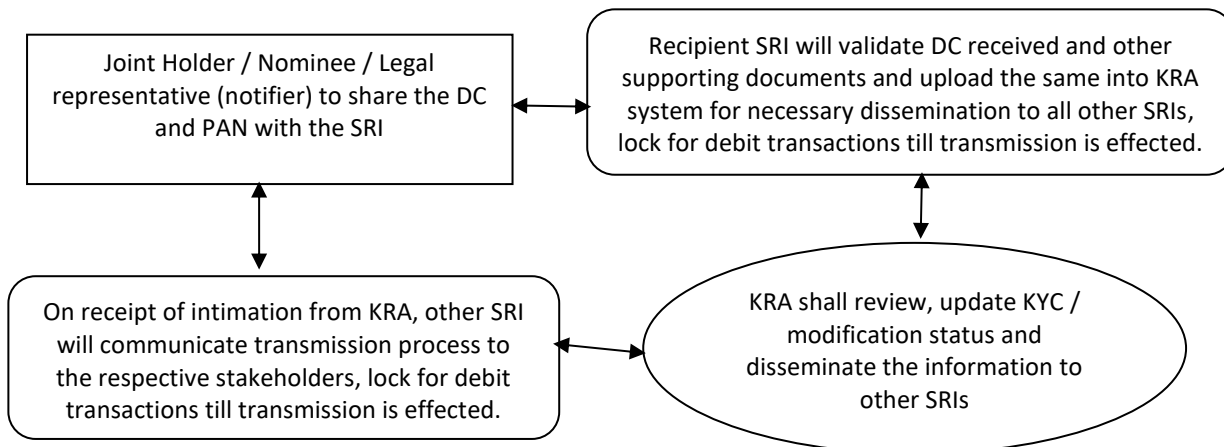 Joint Holder / Nominee / Legal
representative (notifier) to share the DC
and PAN with the SRI
Recipient SRI will validate DC received and other
supporting documents and upload the same into KRA
system for necessary dissemination to all other SRIs,
lock for debit transactions till transmission is effected.
On receipt of intimation from KRA, other SRI
will communicate transmission process to
the respective stakeholders, lock for debit
transactions till transmission is effected.
KRA shall review, update KYC /
modification status and
disseminate the information to
other SRIs